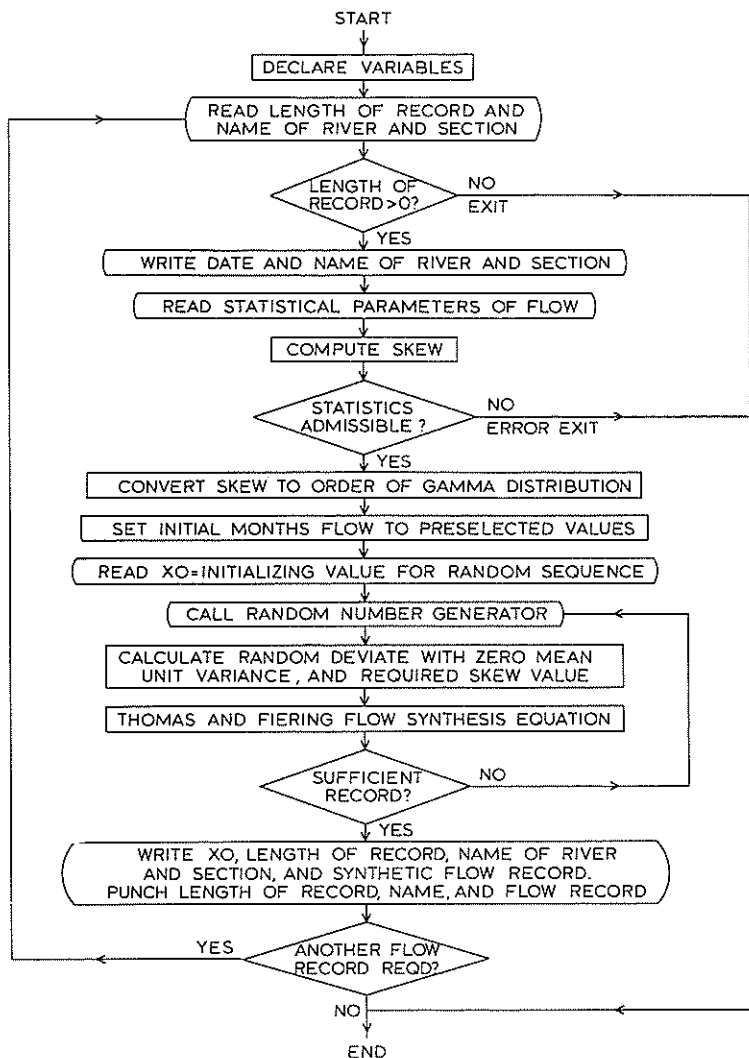 START
DECLARE VARIABLES
READ LENGTH OF RECORD AND
NAME OF RIVER AND SECTION
LENGTH OF
RECORD>0?
NO
EXIT
YES
WRITE DATE AND NAME OF RIVER AND SECTION
READ STATISTICAL PARAMETERS OF FLOW
COMPUTE SKEW
STATISTICS
ADMISSIBLE ?
NO
ERROR EXIT
YES
CONVERT SKEW TO ORDER OF GAMMA DISTRIBUTION
SET INITIAL MONTHS FLOW TO PRESELECTED VALUES
READ XO=INITIALIZING VALUE FOR RANDOM SEQUENCE
CALL RANDOM NUMBER GENERATOR
CALCULATE RANDOM DEVIATE WITH ZERO MEAN
UNIT VARIANCE, AND REQUIRED SKEW VALUE
THOMAS AND FIERING FLOW SYNTHESIS EQUATION
SUFFICIENT
RECORD?
NO
YES
WRITE XO, LENGTH OF RECORD, NAME OF RIVER
AND SECTION, AND SYNTHETIC FLOW RECORD.
PUNCH LENGTH OF RECORD, NAME, AND FLOW RECORD
YES
ANOTHER FLOW
RECORD REQD?
NO
END